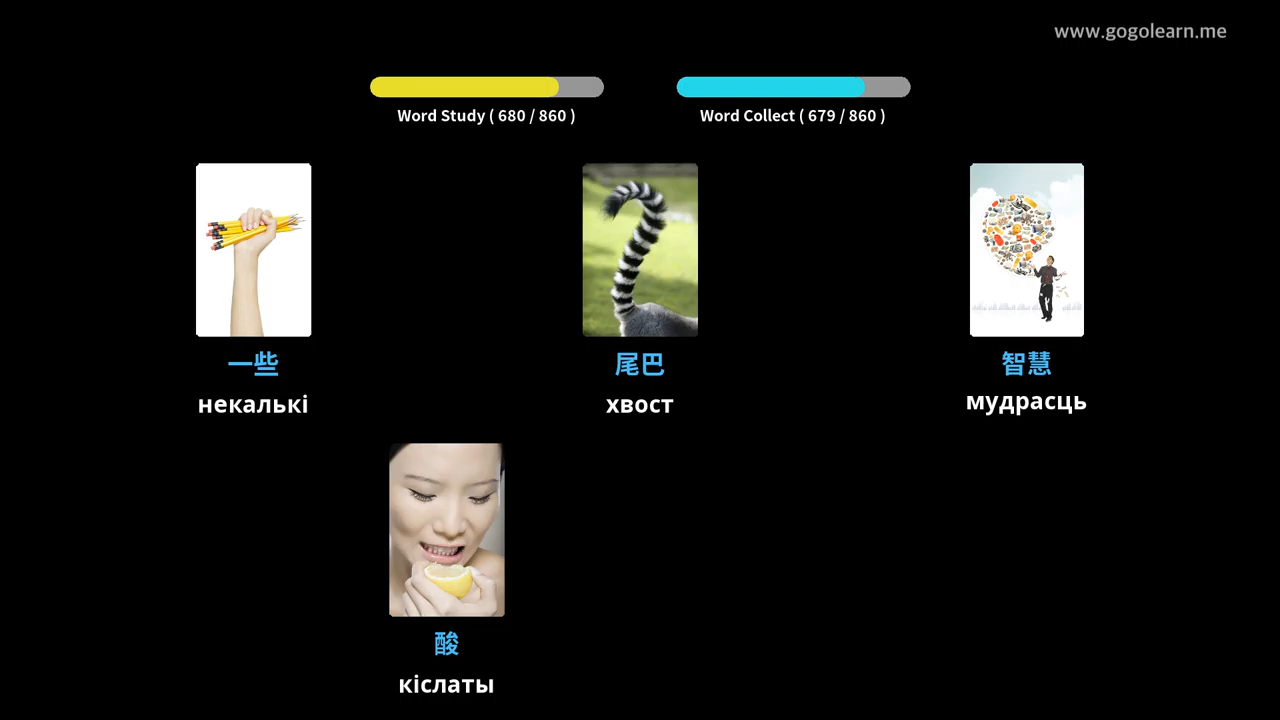 www.gogolearn.me
Word Study ( 680 / 860 )
Word Collect ( 679 / 860 )
一些
尾巴
智慧
некалькі
хвост
мудрасць
酸
кіслаты